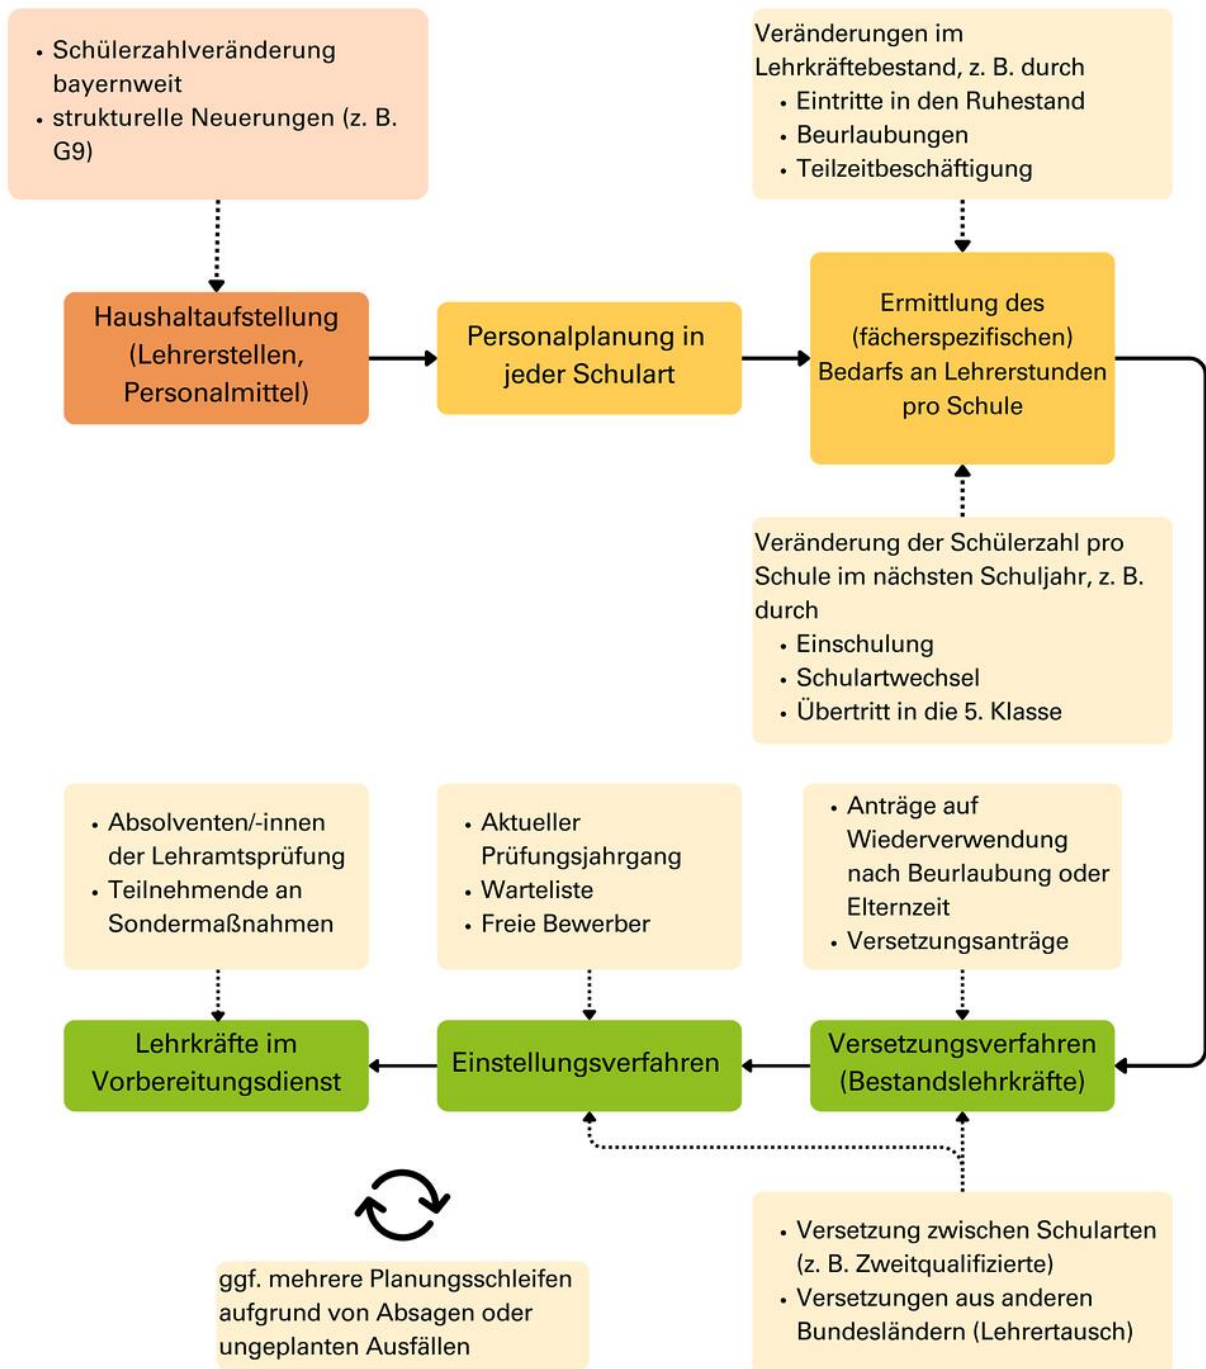 • Schülerzahlveränderung
bayernweit
• strukturelle Neuerungen (z. B.
G9)
Veränderungen im
Lehrkräftebestand, z. B. durch
• Eintritte in den Ruhestand
• Beurlaubungen
• Teilzeitbeschäftigung
Haushaltaufstellung
(Lehrerstellen,
Personalmittel)
Personalplanung in
jeder Schulart
Ermittlung des
(fächerspezifischen)
Bedarfs an Lehrerstunden
pro Schule
Veränderung der Schülerzahl pro
Schule im nächsten Schuljahr, z. B.
durch
• Einschulung
• Schulartwechsel
• Übertritt in die 5. Klasse
• Absolventen/-innen
der Lehramtsprüfung
• Teilnehmende an
Sondermaßnahmen
• Aktueller
Prüfungsjahrgang
• Warteliste
• Freie Bewerber
• Anträge auf
Wiederverwendung
nach Beurlaubung oder
Elternzeit
• Versetzungsanträge
Lehrkräfte im
Vorbereitungsdienst
Einstellungsverfahren
Versetzungsverfahren
(Bestandslehrkräfte)
ggf. mehrere Planungsschleifen
aufgrund von Absagen oder
ungeplanten Ausfällen
• Versetzung zwischen Schularten
(z. B. Zweitqualifizierte)
• Versetzungen aus anderen
Bundesländern (Lehrertausch)